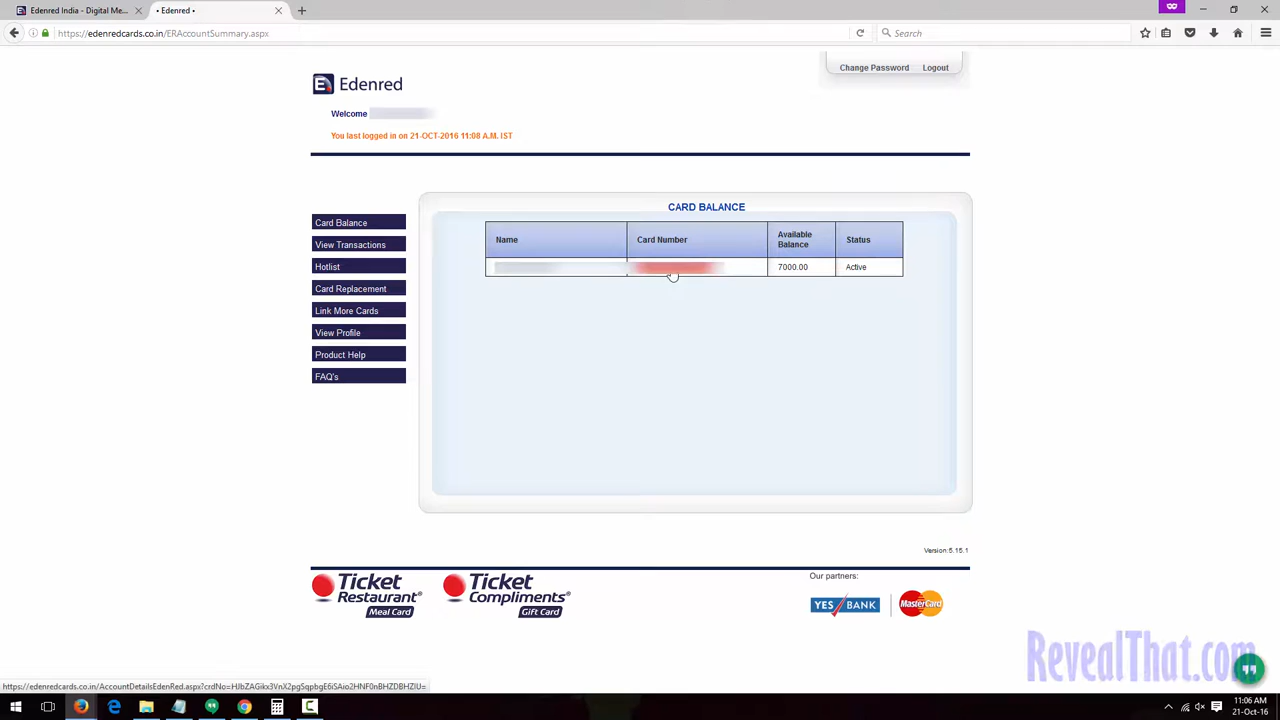 Edenred India - Digital Me...
• Edenred •
https://edenredcards.co.in/ERAccountSummary.aspx
Search
Change Password Logout
Edenred
Welcome
You last logged in on 21-OCT-2016 11:08 A.M. IST
Card Balance
View Transactions
Hotlist
Card Replacement
Link More Cards
View Profile
Product Help
FAQ's
CARD BALANCE
Name Card Number Available Balance Status
7000.00 Active
Version:5.15.1
Ticket Restaurant® Meal Card
Ticket Compliments® Gift Card
Our partners:
YES BANK
MasterCard
RevealThat.com
11:06 AM
21-Oct-16